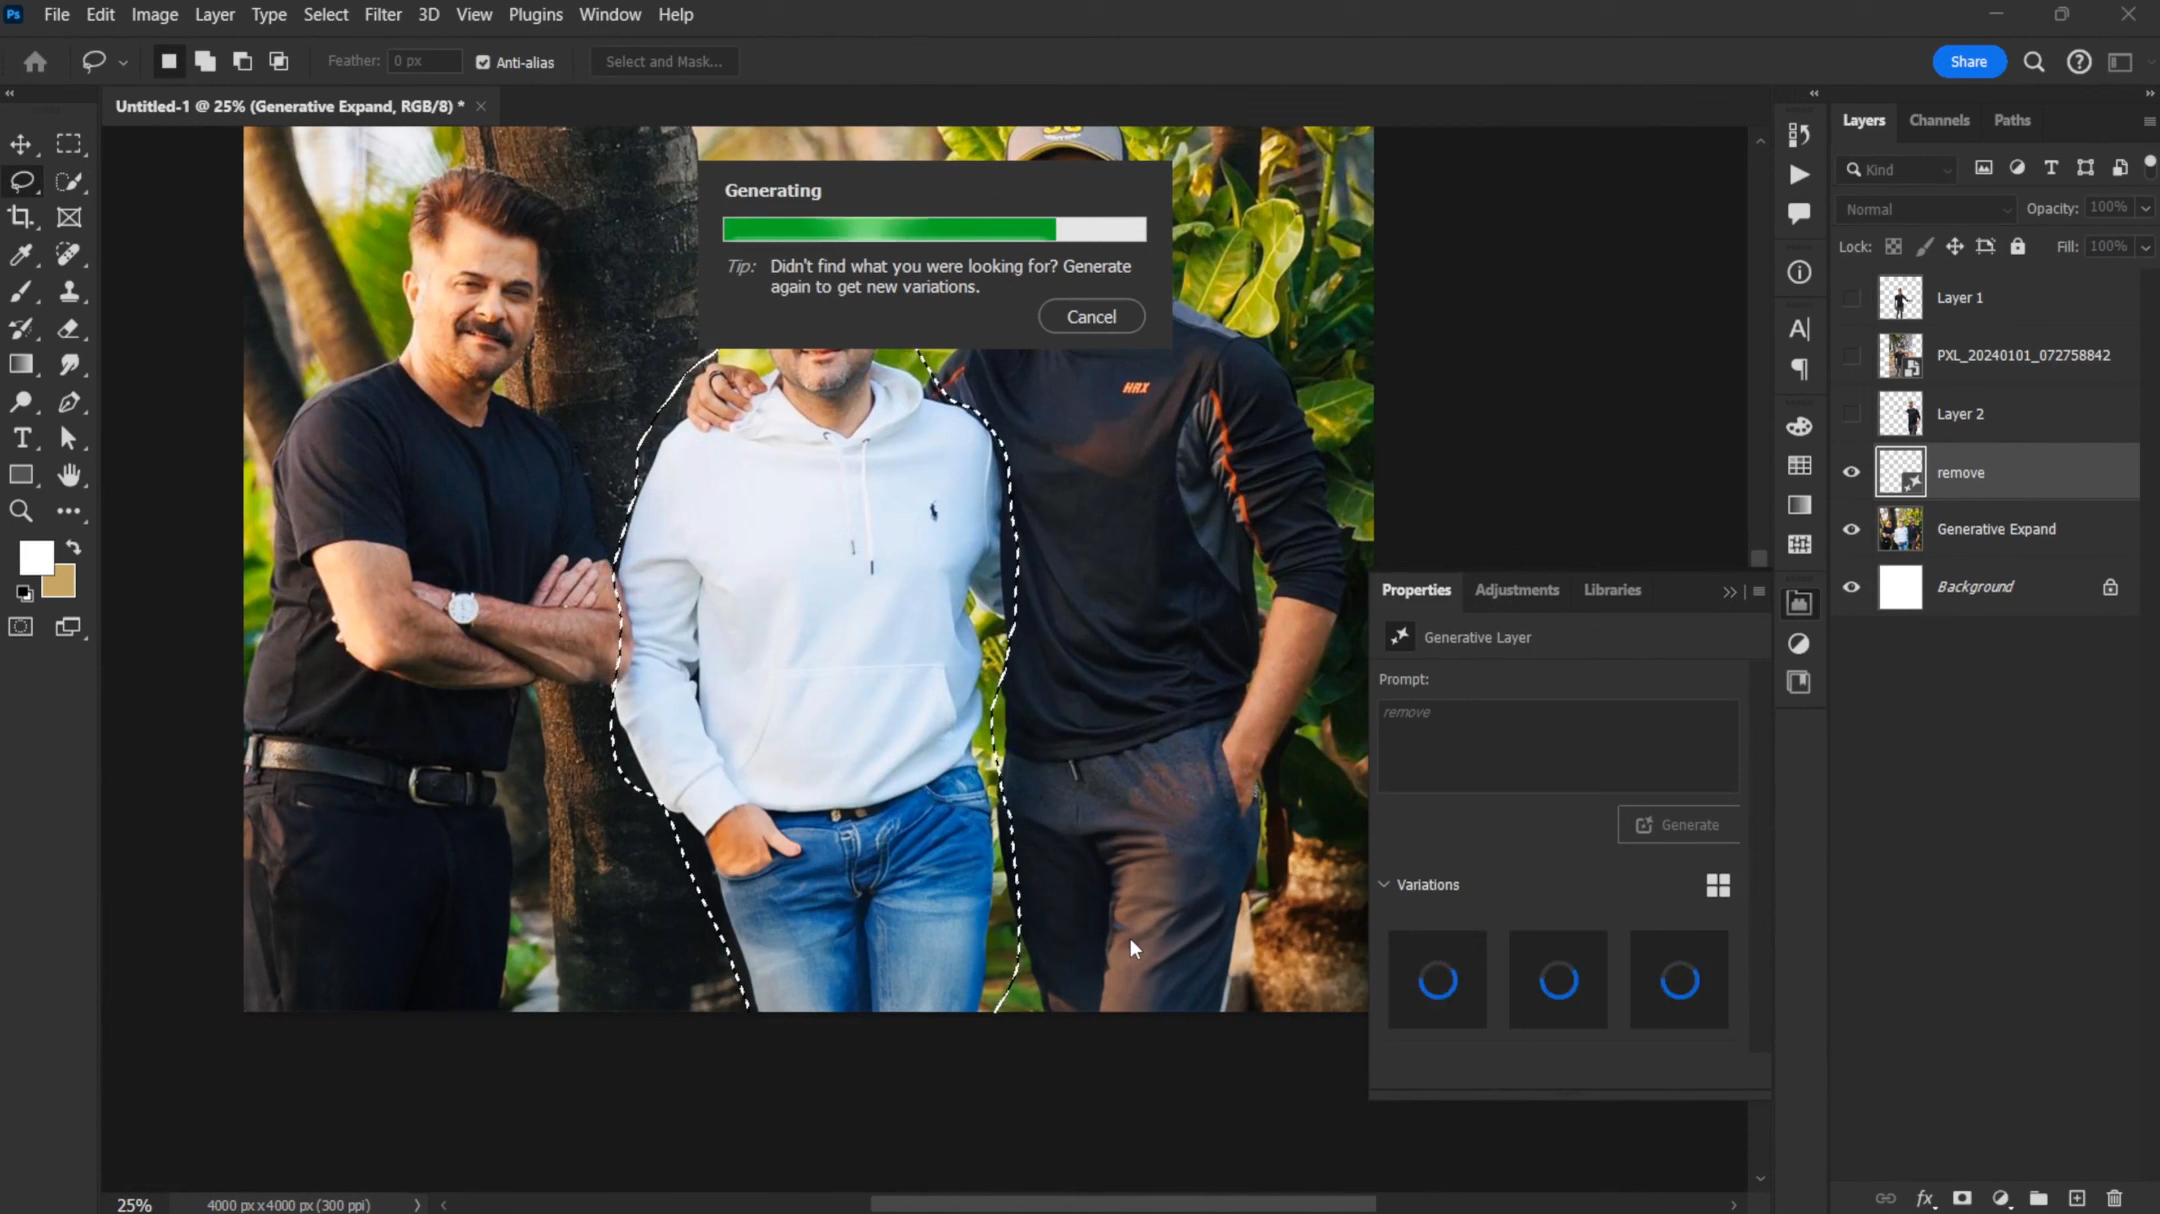 Ps File Edit Image Layer Type Select Filter 3D View Plugins Window Help
Feather: 0 px Anti-alias Select and Mask... Share
Untitled-1 @ 25% (Generative Expand, RGB/8) *
Generating
Tip: Didn't find what you were looking for? Generate
again to get new variations.
Cancel
HRX
Layers Channels Paths
Kind
Normal Opacity: 100%
Lock: Fill: 100%
Layer 1
PXL_20240101_072758842
Layer 2
remove
Generative Expand
Background
Properties Adjustments Libraries
Generative Layer
Prompt:
remove
Generate
Variations
25% 4000 px x 4000 px (300 ppi)
fx